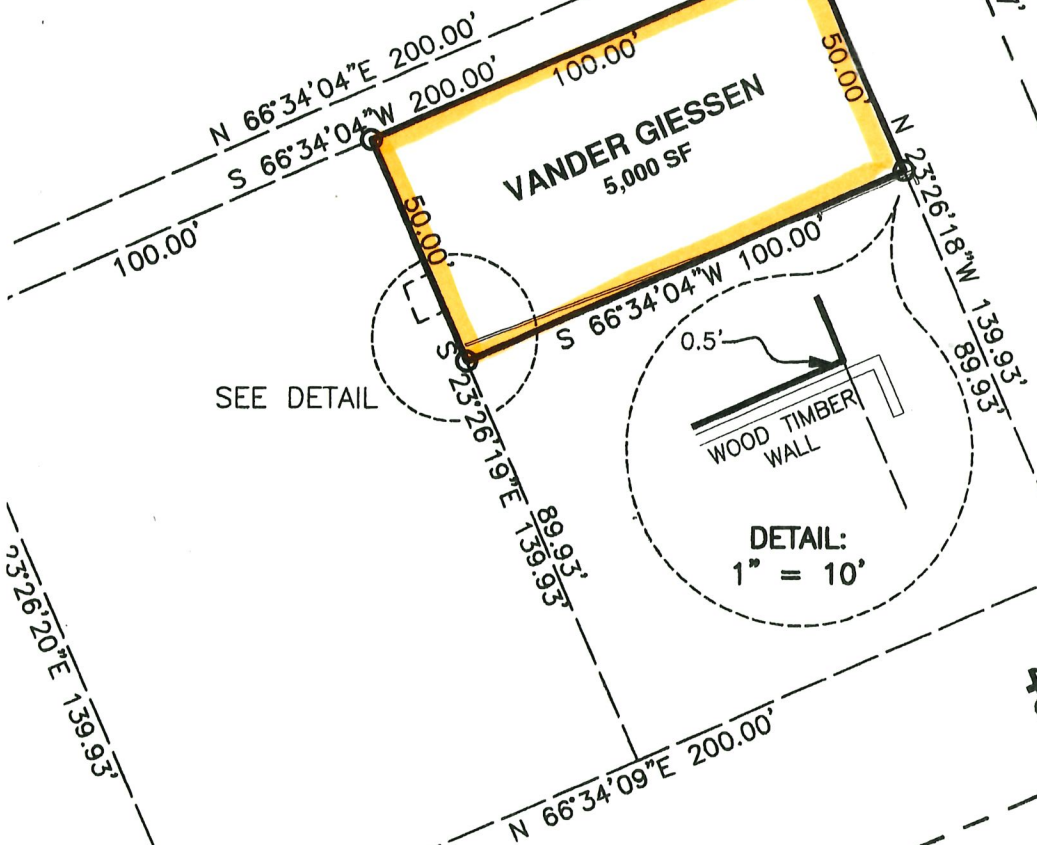 N 66°34'04"E 200.00'
S 66°34'04"W 200.00'
100.00'
100.00'
50.00'
VANDER GIESSEN
5,000 SF
50.00'
S 66°34'04"W 100.00'
N 23°26'18"W 139.93'
89.93'
SEE DETAIL
S 23°26'19"E 139.93'
89.93'
0.5'
WOOD TIMBER
WALL
DETAIL:
1" = 10'
23°26'20"E 139.93'
N 66°34'09"E 200.00'